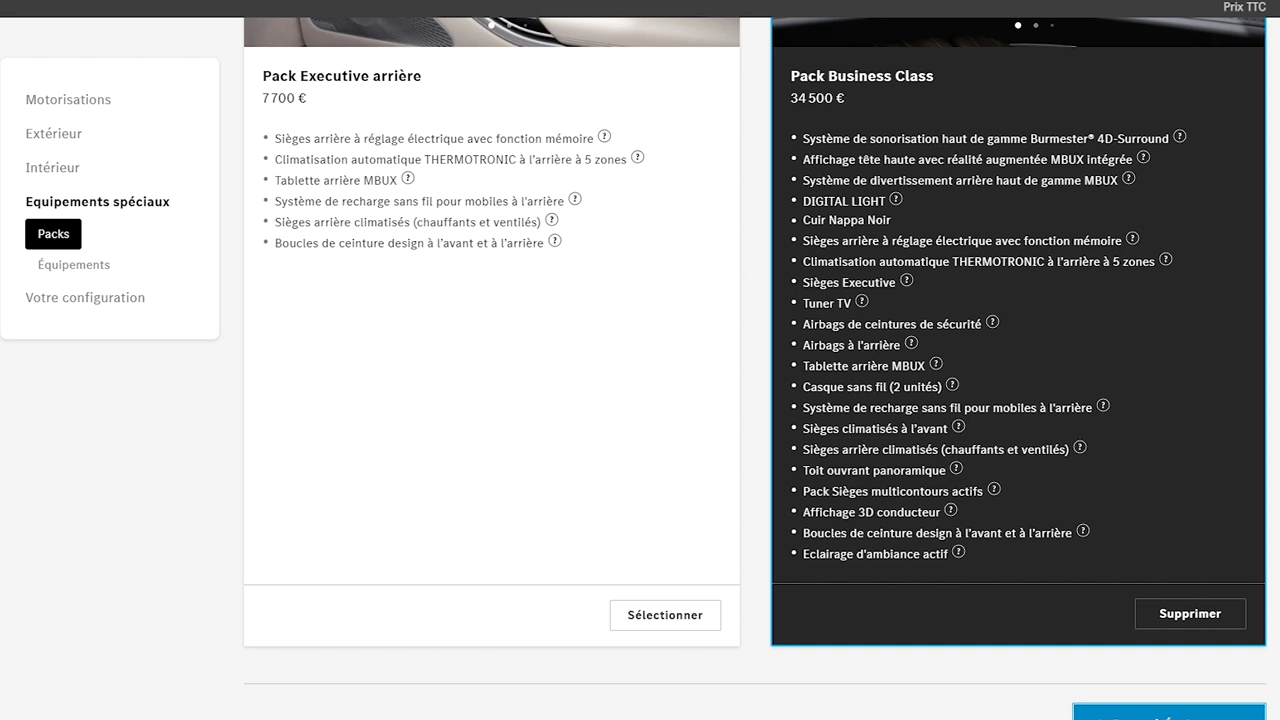 Prix TTC
Motorisations
Extérieur
Intérieur
Equipements spéciaux
Packs
Équipements
Votre configuration
Pack Executive arrière
7 700 €
• Sièges arrière à réglage électrique avec fonction mémoire ?
• Climatisation automatique THERMOTRONIC à l'arrière à 5 zones ?
• Tablette arrière MBUX ?
• Système de recharge sans fil pour mobiles à l'arrière ?
• Sièges arrière climatisés (chauffants et ventilés) ?
• Boucles de ceinture design à l'avant et à l'arrière ?
Sélectionner
Pack Business Class
34 500 €
• Système de sonorisation haut de gamme Burmester® 4D-Surround ?
• Affichage tête haute avec réalité augmentée MBUX intégrée ?
• Système de divertissement arrière haut de gamme MBUX ?
• DIGITAL LIGHT ?
• Cuir Nappa Noir
• Sièges arrière à réglage électrique avec fonction mémoire ?
• Climatisation automatique THERMOTRONIC à l'arrière à 5 zones ?
• Sièges Executive ?
• Tuner TV ?
• Airbags de ceintures de sécurité ?
• Airbags à l'arrière ?
• Tablette arrière MBUX ?
• Casque sans fil (2 unités) ?
• Système de recharge sans fil pour mobiles à l'arrière ?
• Sièges climatisés à l'avant ?
• Sièges arrière climatisés (chauffants et ventilés) ?
• Toit ouvrant panoramique ?
• Pack Sièges multicontours actifs ?
• Affichage 3D conducteur ?
• Boucles de ceinture design à l'avant et à l'arrière ?
• Eclairage d'ambiance actif ?
Supprimer